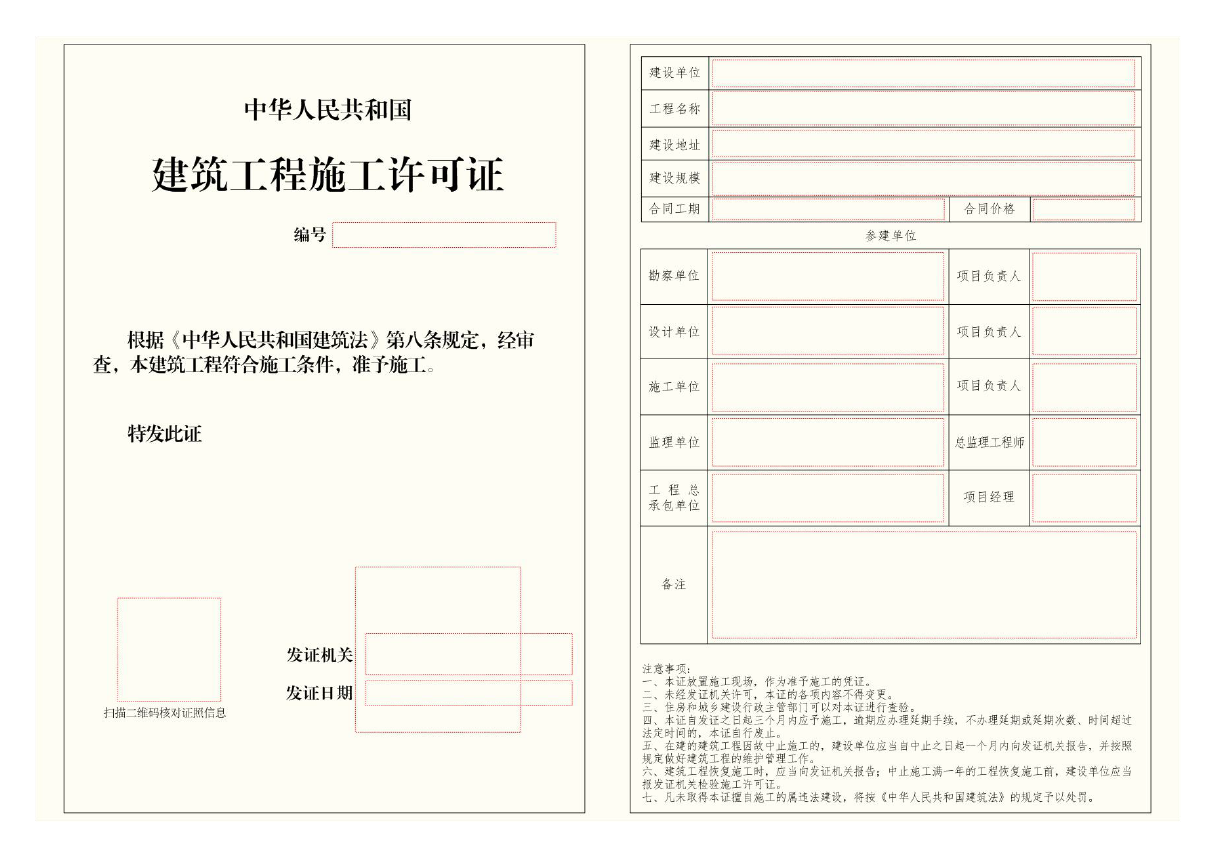 中华人民共和国
建筑工程施工许可证
编号
根据《中华人民共和国建筑法》第八条规定，经审
查，本建筑工程符合施工条件，准予施工。
特发此证
发证机关
发证日期
扫描二维码核对证照信息
建设单位
工程名称
建设地址
建设规模
合同工期 合同价格
参建单位
勘察单位 项目负责人
设计单位 项目负责人
施工单位 项目负责人
监理单位 总监理工程师
工程总
承包单位 项目经理
备注
注意事项：
一、本证放置施工现场，作为准予施工的凭证。
二、未经发证机关许可，本证的各项内容不得变更。
三、住房和城乡建设行政主管部门可以对本证进行查验。
四、本证自发证之日起三个月内应予施工，逾期应办理延期手续，不办理延期或延期次数、时间超过
法定时间的，本证自行废止。
五、在建的建筑工程因故中止施工的，建设单位应当自中止之日起一个月内向发证机关报告，并按照
规定做好建筑工程的维护管理工作。
六、建筑工程恢复施工时，应当向发证机关报告；中止施工满一年的工程恢复施工前，建设单位应当
报发证机关检验施工许可证。
七、凡未取得本证擅自施工的属违法建设，将按《中华人民共和国建筑法》的规定予以处罚。